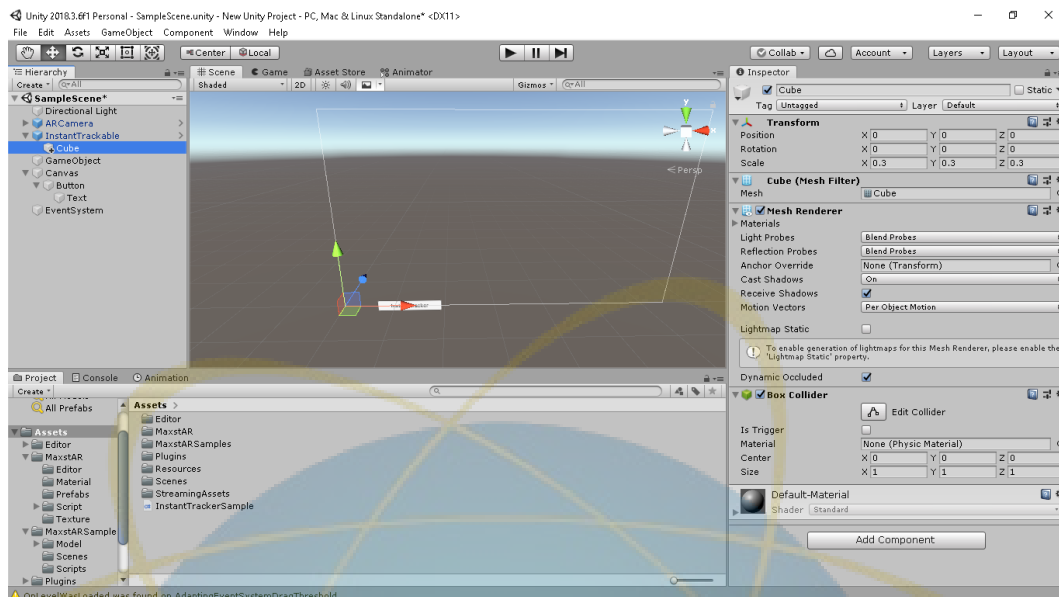 Unity 2018.3.6f1 Personal - SampleScene.unity - New Unity Project - PC, Mac & Linux Standalone* <DX11>
File Edit Assets GameObject Component Window Help
Center Local Collab Account Layers Layout
Hierarchy
Create All
SampleScene*
Directional Light
ARCamera
InstantTrackable
Cube
GameObject
Canvas
Button
Text
EventSystem
Scene Game Asset Store Animator
Shaded 2D Gizmos All
y
x
Persp
Inspector
Cube Static
Tag Untagged Layer Default
Transform
Position X 0 Y 0 Z 0
Rotation X 0 Y 0 Z 0
Scale X 0.3 Y 0.3 Z 0.3
Cube (Mesh Filter)
Mesh Cube
Mesh Renderer
Materials
Light Probes Blend Probes
Reflection Probes Blend Probes
Anchor Override None (Transform)
Cast Shadows On
Receive Shadows
Motion Vectors Per Object Motion
Lightmap Static
To enable generation of lightmaps for this Mesh Renderer, please enable the
'Lightmap Static' property.
Dynamic Occluded
Box Collider
Edit Collider
Is Trigger
Material None (Physic Material)
Center X 0 Y 0 Z 0
Size X 1 Y 1 Z 1
Default-Material
Shader Standard
Add Component
Project Console Animation
Create
All Prefabs
Assets
Editor
MaxstAR
Editor
Material
Prefabs
Script
Texture
MaxstARSample
Model
Scenes
Scripts
Plugins
Assets >
Editor
MaxstAR
MaxstARSamples
Plugins
Resources
Scenes
StreamingAssets
InstantTrackerSample
OnLevelWasLoaded was found on AdaptingEventSystemDragThreshold